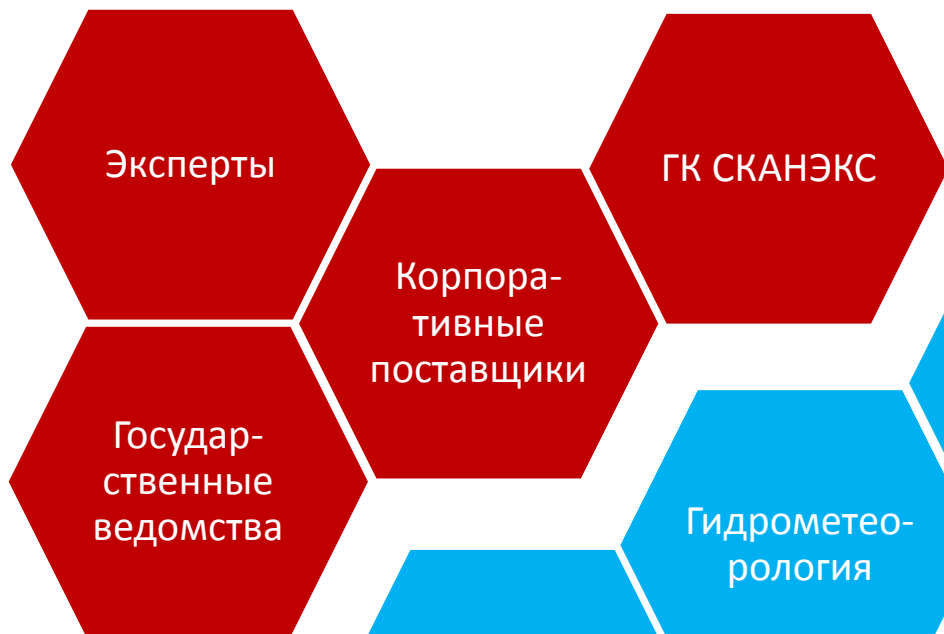 Эксперты
ГК СКАНЭКС
Корпора-
тивные
поставщики
Государ-
ственные
ведомства
Гидрометео-
рология